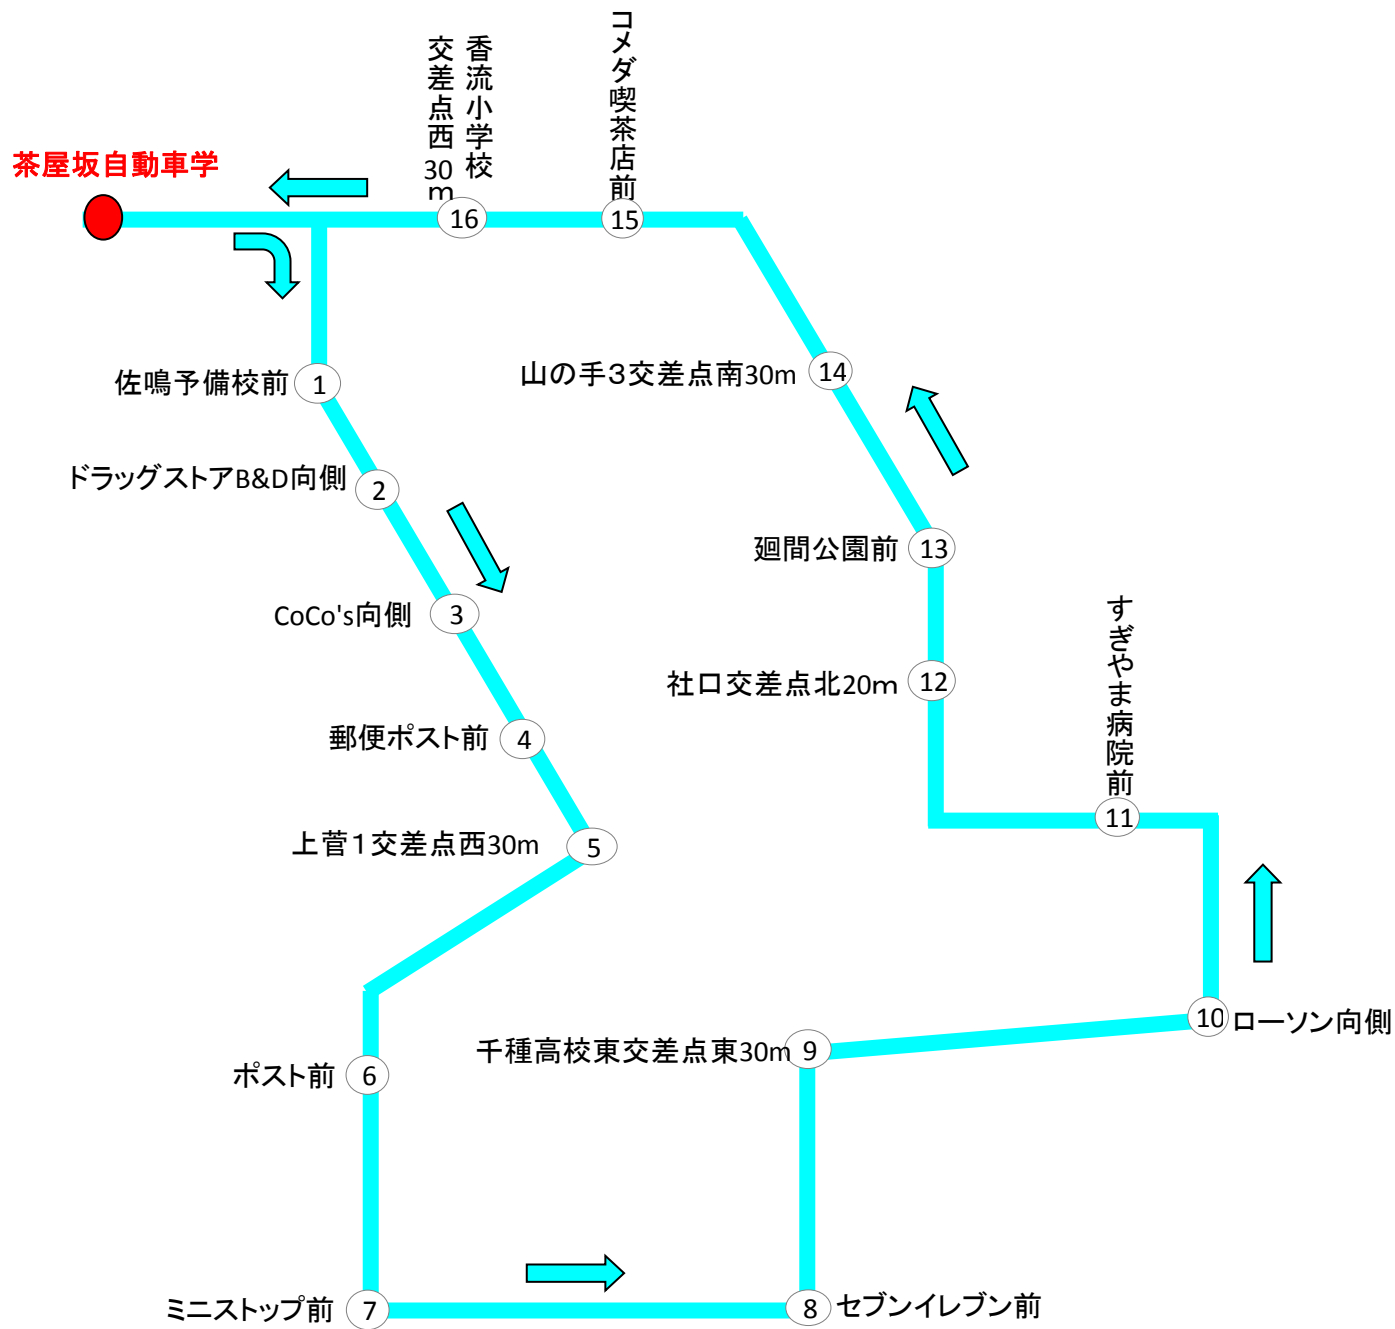 香流小学校
交差点西30m
コメダ喫茶店前
茶屋坂自動車学
16
15
山の手3交差点南30m
14
佐鳴予備校前
1
ドラッグストアB&D向側
2
廻間公園前
13
CoCo's向側
3
すぎやま病院前
社口交差点北20m
12
郵便ポスト前
4
11
上菅1交差点西30m
5
10
ローソン向側
千種高校東交差点東30m
9
ポスト前
6
ミニストップ前
7
8
セブンイレブン前